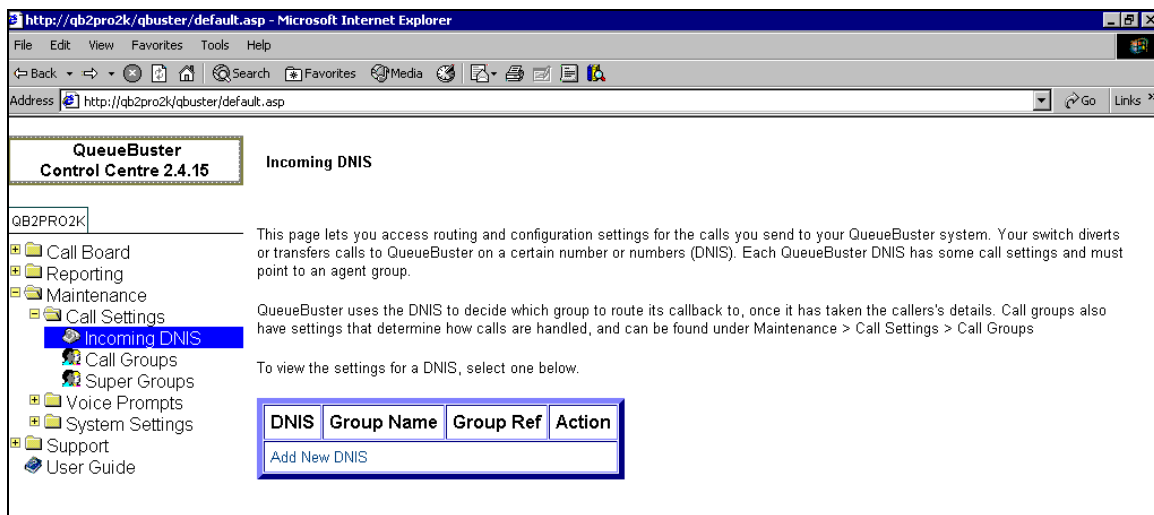 http://qb2pro2k/qbuster/default.asp - Microsoft Internet Explorer
File Edit View Favorites Tools Help
Back Search Favorites Media
Address http://qb2pro2k/qbuster/default.asp Go Links »
QueueBuster
Control Centre 2.4.15
Incoming DNIS
QB2PRO2K
Call Board
Reporting
Maintenance
Call Settings
Incoming DNIS
Call Groups
Super Groups
Voice Prompts
System Settings
Support
User Guide
This page lets you access routing and configuration settings for the calls you send to your QueueBuster system. Your switch diverts
or transfers calls to QueueBuster on a certain number or numbers (DNIS). Each QueueBuster DNIS has some call settings and must
point to an agent group.
QueueBuster uses the DNIS to decide which group to route its callback to, once it has taken the callers's details. Call groups also
have settings that determine how calls are handled, and can be found under Maintenance > Call Settings > Call Groups
To view the settings for a DNIS, select one below.
DNIS Group Name Group Ref Action
Add New DNIS